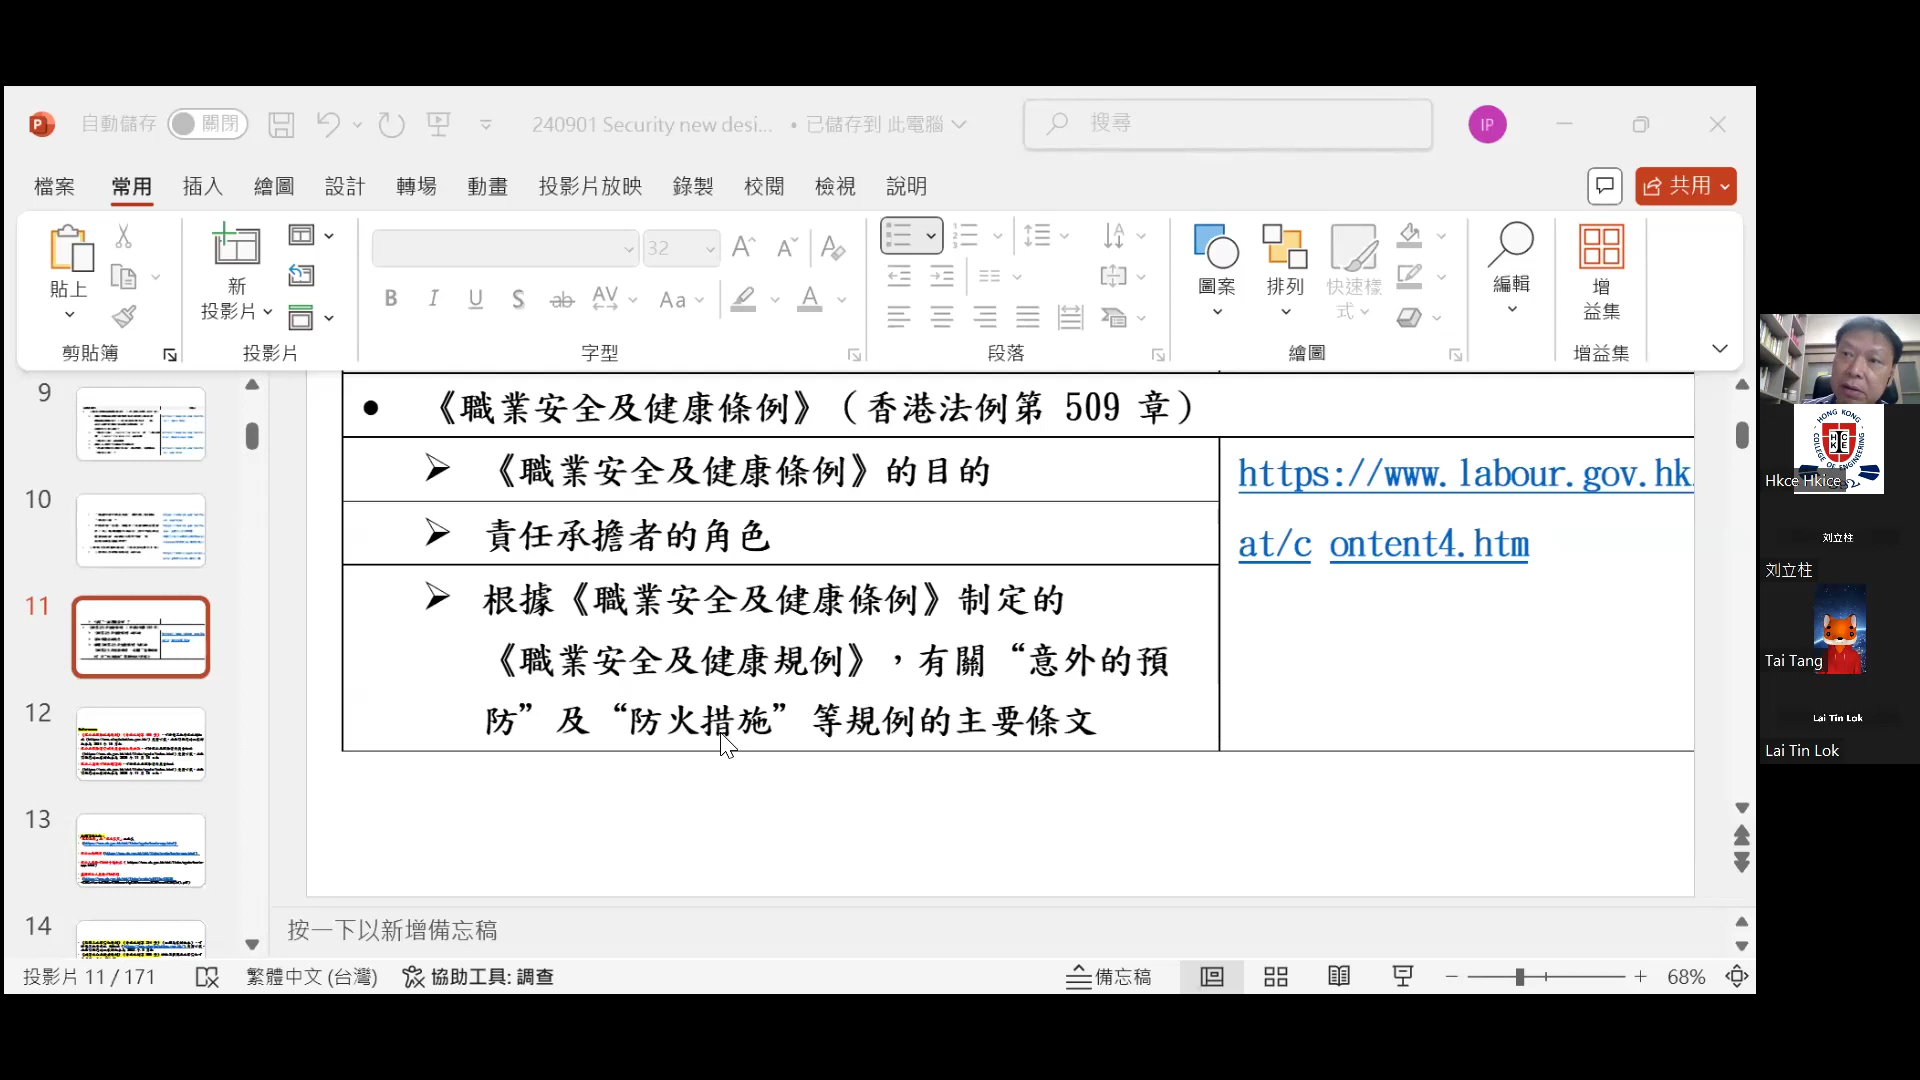 自動儲存 關閉 240901 Security new desi... • 已儲存到 此電腦 搜尋 IP
檔案 常用 插入 繪圖 設計 轉場 動畫 投影片放映 錄製 校閱 檢視 說明 共用
貼上
新
投影片
32
圖案 排列 快速樣
式
編輯
增
益集
剪貼簿 投影片 字型 段落 繪圖 增益集
9
10
11
12
13
14
• 《職業安全及健康條例》(香港法例第 509 章)
➢ 《職業安全及健康條例》的目的
➢ 責任承擔者的角色
➢ 根據《職業安全及健康條例》制定的
《職業安全及健康規例》，有關“意外的預
防”及“防火措施”等規例的主要條文
https://www.labour.gov.hk
at/c ontent4.htm
按一下以新增備忘稿
投影片 11 / 171 繁體中文 (台灣) 協助工具: 調查 備忘稿 68%
HONG KONG
COLLEGE OF ENGINEERING
Hkce Hkice
刘立柱
刘立柱
Tai Tang
Lai Tin Lok
Lai Tin Lok